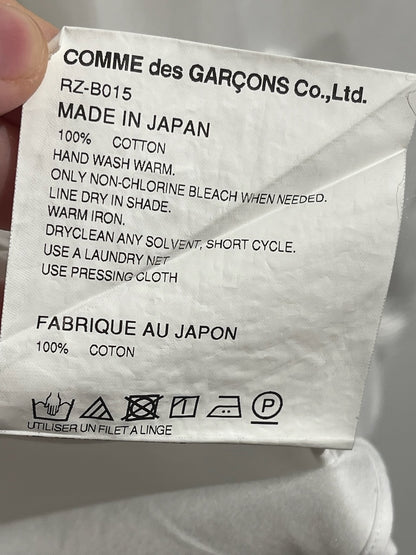 COMME des GARÇONS Co.,Ltd.
RZ-B015
MADE IN JAPAN
100% COTTON
HAND WASH WARM.
ONLY NON-CHLORINE BLEACH WHEN NEEDED.
LINE DRY IN SHADE.
WARM IRON.
DRYCLEAN ANY SOLVENT, SHORT CYCLE.
USE A LAUNDRY NET
USE PRESSING CLOTH
FABRIQUE AU JAPON
100% COTON
P
UTILISER UN FILET A LINGE